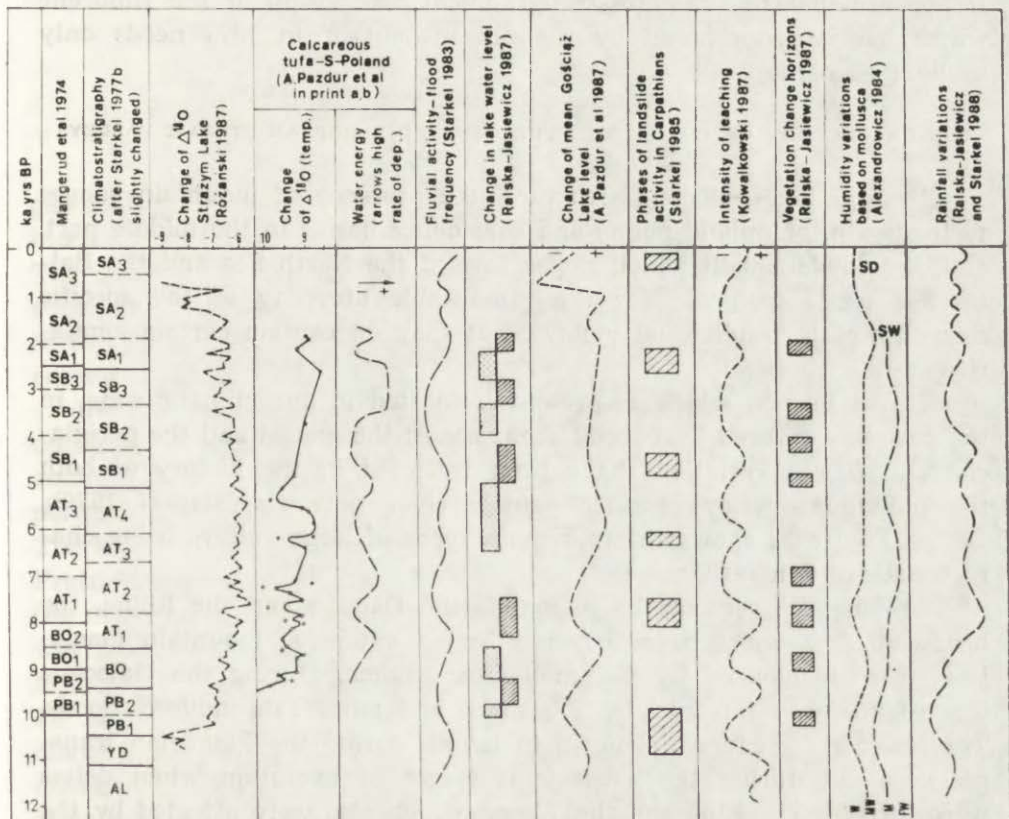 ka yrs BP
Mangerud et al 1974
Climatostratigraphy
(after Starkel 1977b
slightly changed)
Change of Δ¹⁸O
Strażym Lake
(Różański 1987)
Calcareous
tufa-S-Poland
(A.Pazdur et al
in print a.b)
Change
of Δ¹⁸O (temp.)
Water energy
(arrows high
rate of dep.)
Fluvial activity-flood
frequency (Starkel 1983)
Change in lake water level
(Ralska-Jasiewicz 1987)
Change of mean Gościąż
Lake level
(A Pazdur et al 1987)
Phases of landslide
activity in Carpathians
(Starkel 1985)
Intensity of leaching
(Kowalkowski 1987)
Vegetation change horizons
(Ralska-Jasiewicz 1987)
Humidity variations
based on mollusca
(Alexandrowicz 1984)
Rainfall variations
(Ralska-Jasiewicz
and Starkel 1988)
-9 -8 -7 -6 10 9
0
1
2
3
4
5
6
7
8
9
10
11
12
SA3
SA2
SA1
SB3
SB2
SB1
AT3
AT2
AT1
BO2
BO1
PB2
PB1
SA3
SA2
SA1
SB3
SB2
SB1
AT4
AT3
AT2
AT1
BO
PB2
PB1
YD
AL
+ + +
SD
SW
W MW M FW